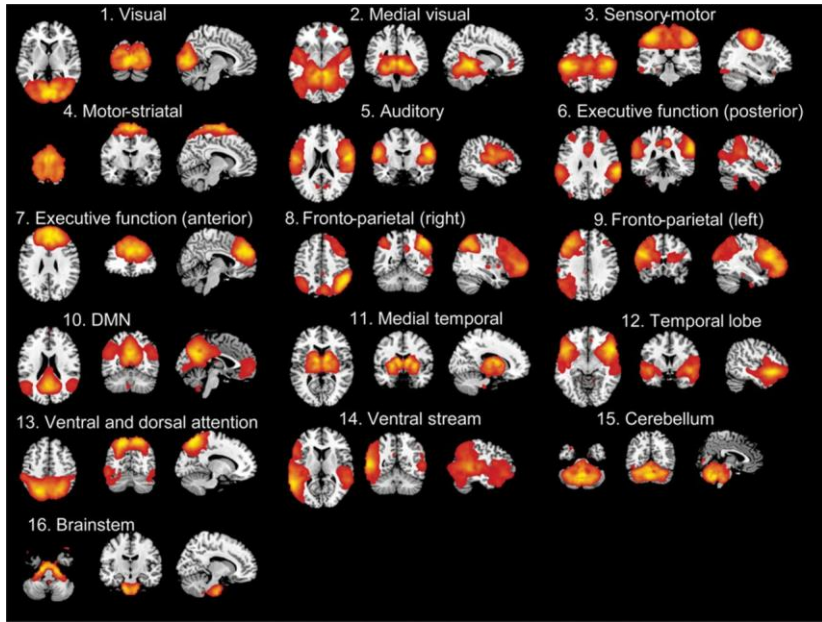 1. Visual
2. Medial visual
3. Sensory-motor
4. Motor-striatal
5. Auditory
6. Executive function (posterior)
7. Executive function (anterior)
8. Fronto-parietal (right)
9. Fronto-parietal (left)
10. DMN
11. Medial temporal
12. Temporal lobe
13. Ventral and dorsal attention
14. Ventral stream
15. Cerebellum
16. Brainstem